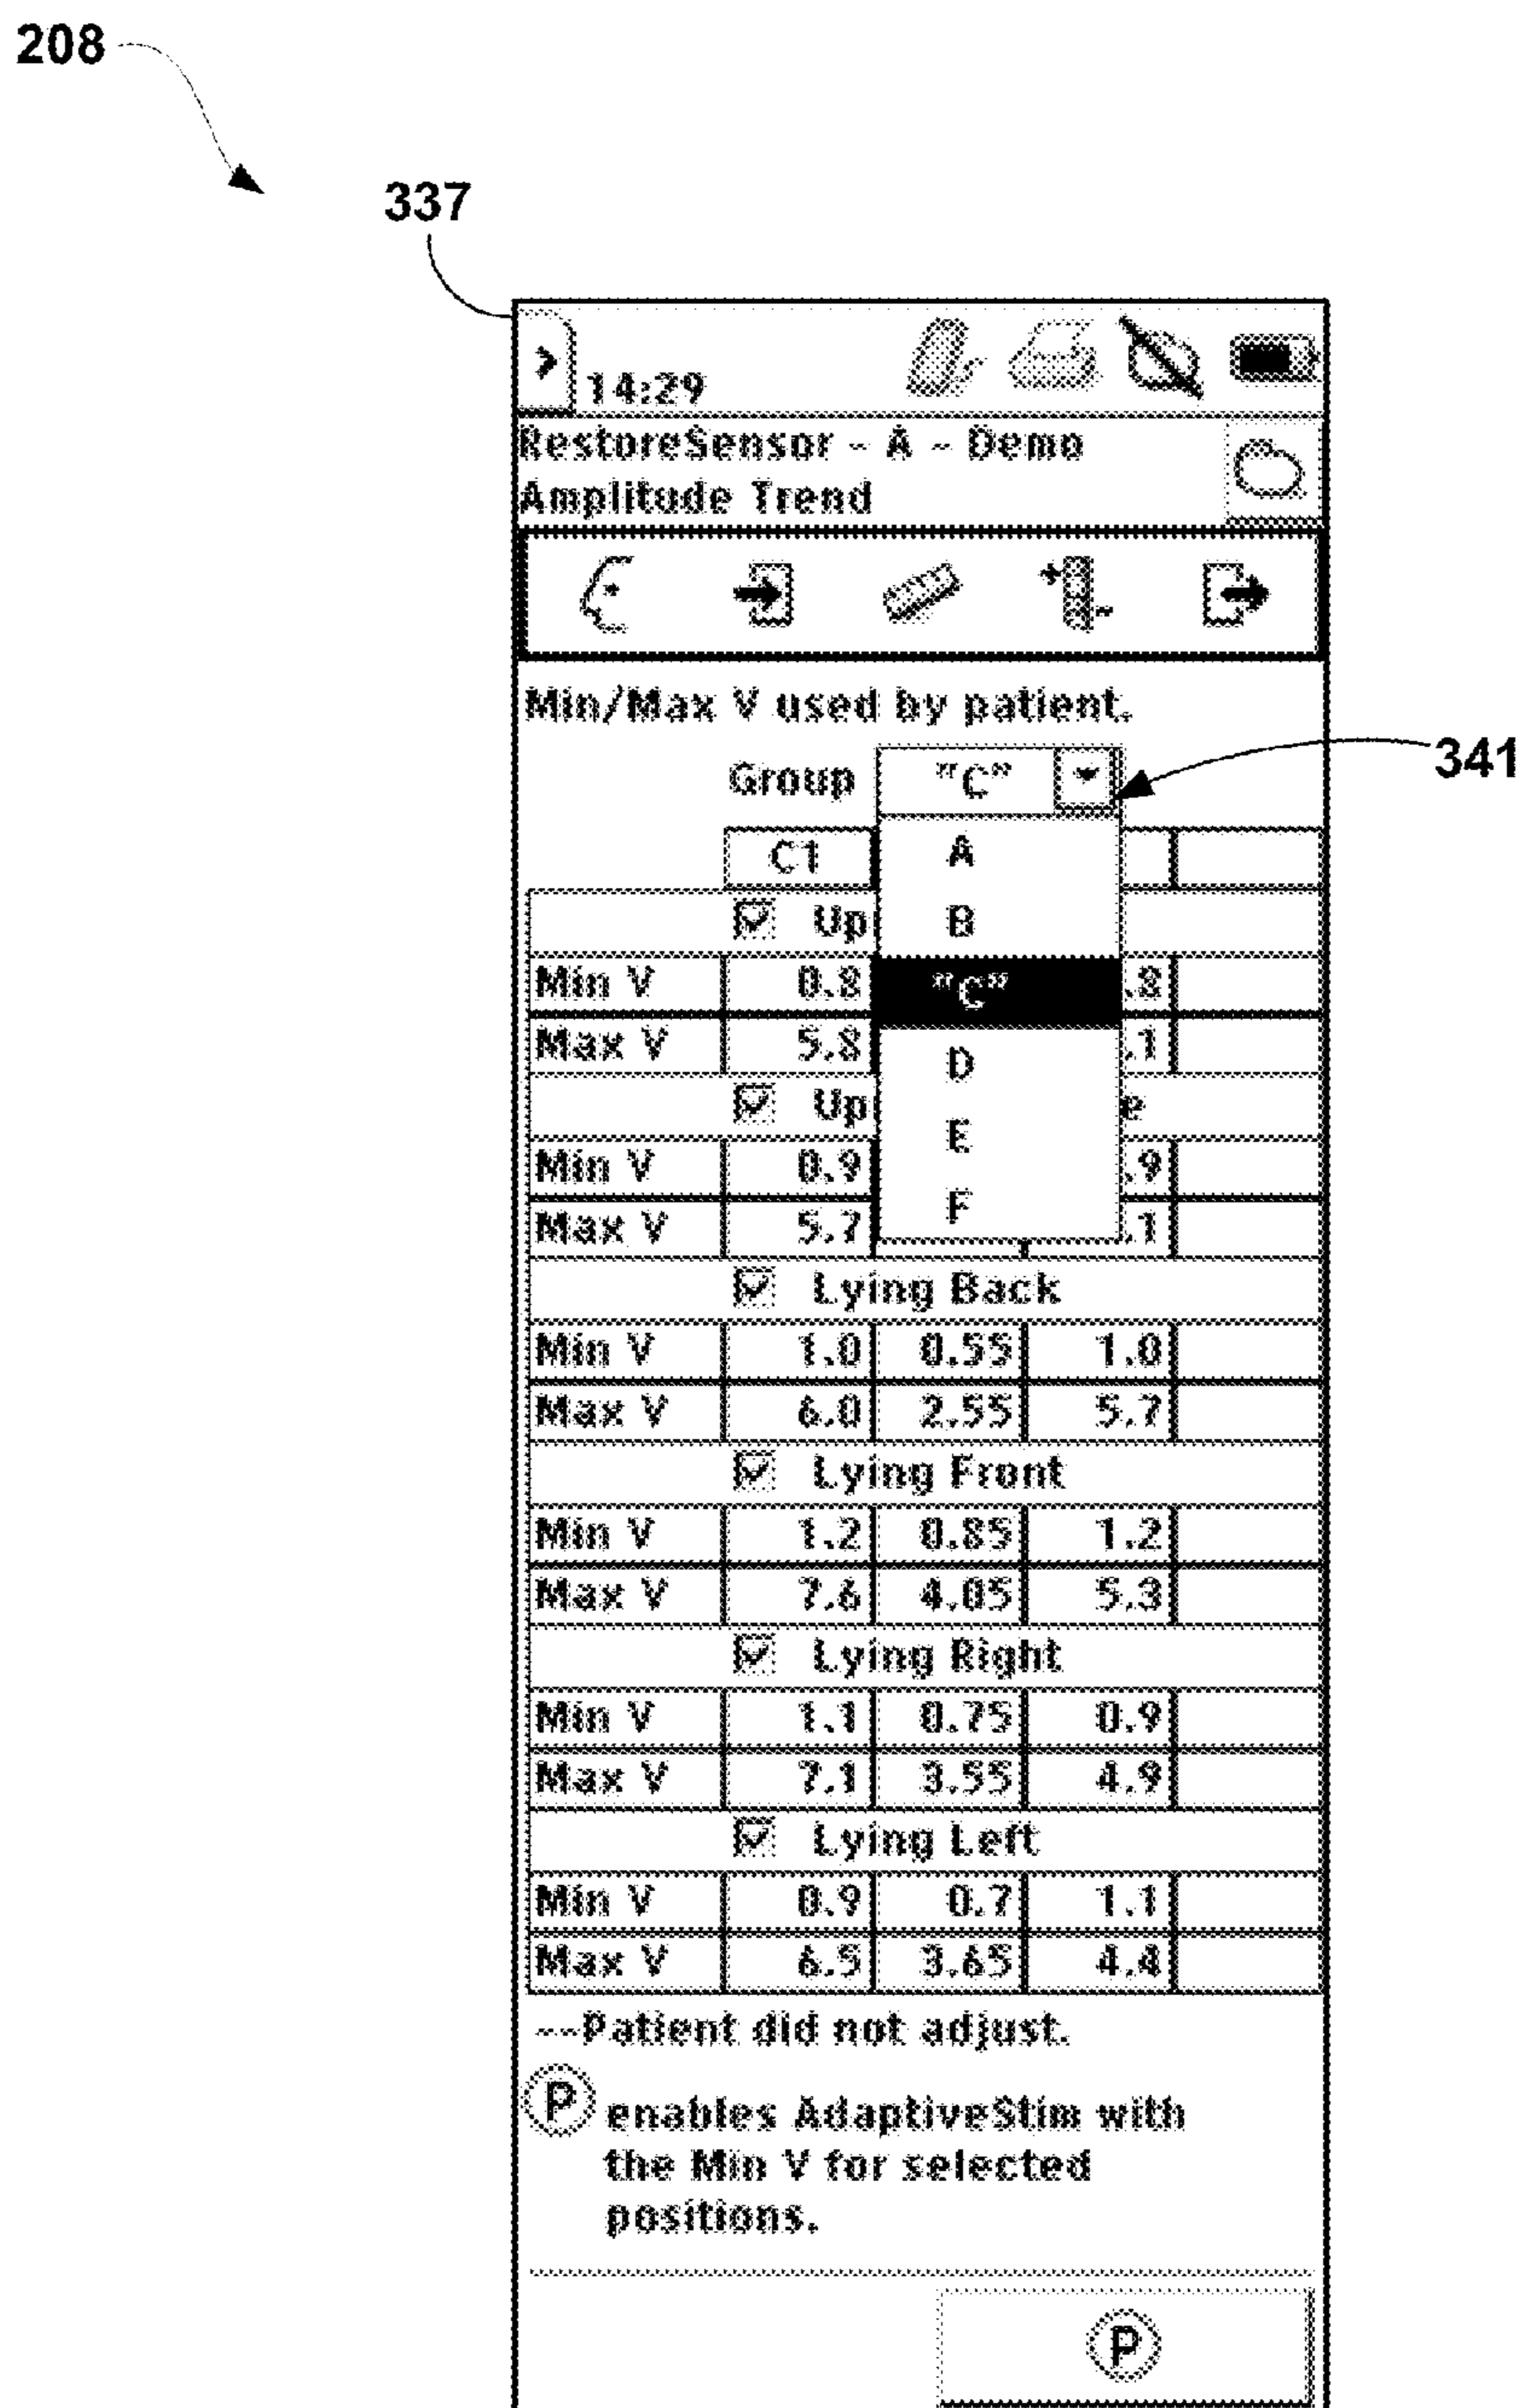 208
337
14:29
RestoreSensor - A - Demo
Amplitude Trend
Min/Max V used by patient.
Group "C"
341
A
C1
B
Up
"C"
Min V 0.8 .8
Max V 5.8 .1
D
Up e
E
Min V 0.9 .9
F
Max V 5.7 .1
Lying Back
Min V 1.0 0.55 1.0
Max V 6.0 2.55 5.7
Lying Front
Min V 1.2 0.85 1.2
Max V 7.6 4.05 5.3
Lying Right
Min V 1.1 0.75 0.9
Max V 7.1 3.55 4.9
Lying Left
Min V 0.9 0.7 1.1
Max V 6.5 3.65 4.4
--Patient did not adjust.
P enables AdaptiveStim with
the Min V for selected
positions.
P